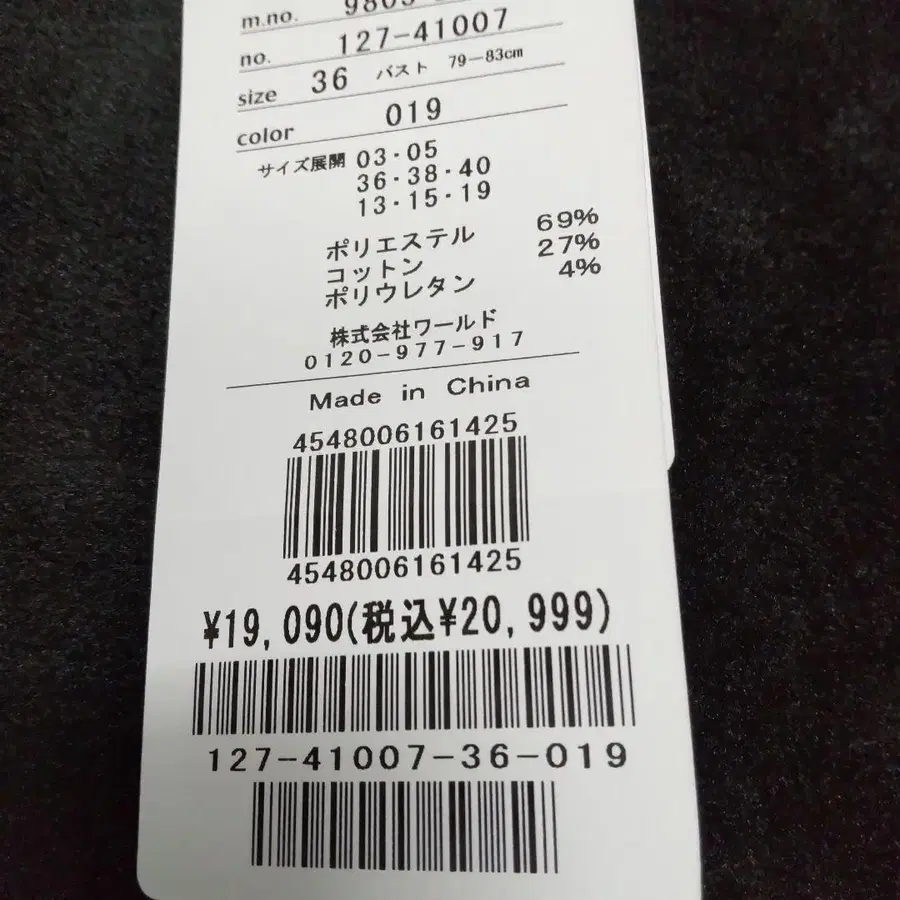 m.no.
no. 127-41007
size 36 バスト 79-83cm
color 019
サイズ展開 03・05
36・38・40
13・15・19
ポリエステル 69%
コットン 27%
ポリウレタン 4%
株式会社ワールド
0120-977-917
Made in China
4548006161425
4548006161425
¥19,090(税込¥20,999)
127-41007-36-019